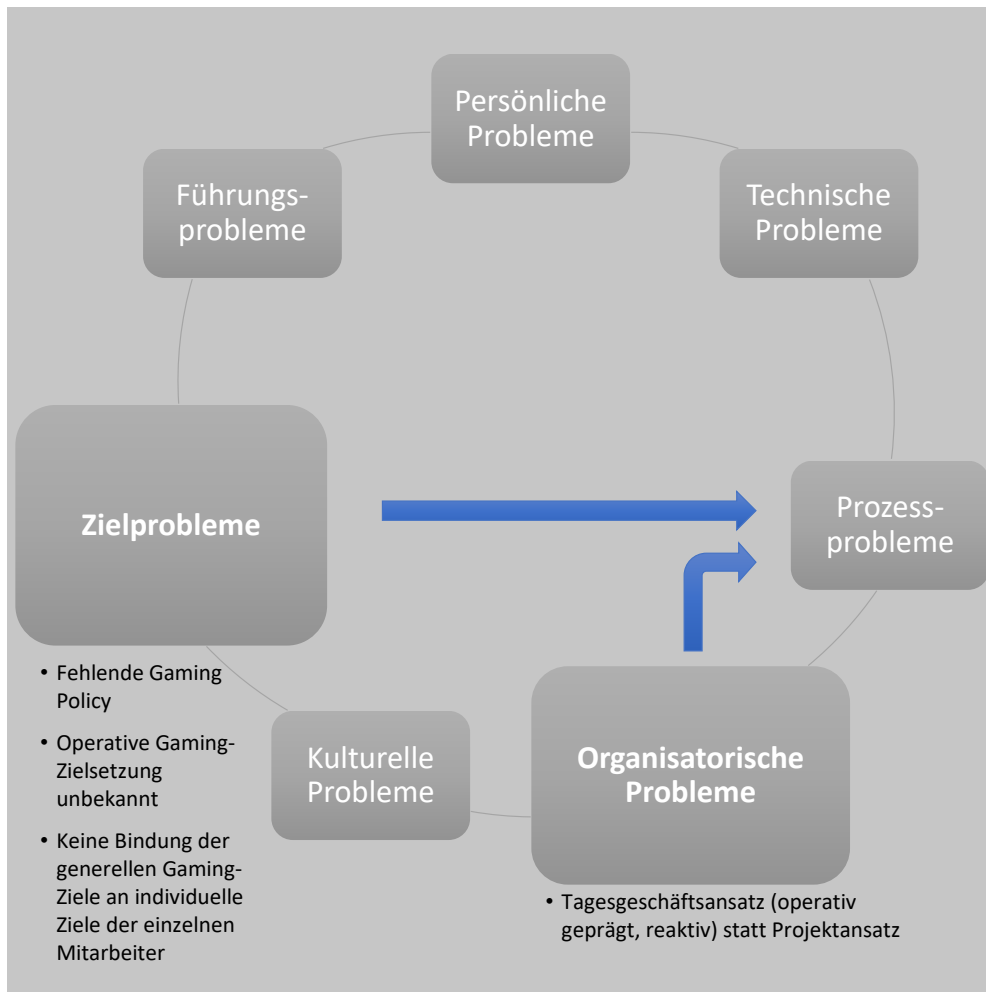 Persönliche
Probleme
Führungs-
probleme
Technische
Probleme
Zielprobleme
Prozess-
probleme
• Fehlende Gaming
Policy
• Operative Gaming-
Zielsetzung
unbekannt
• Keine Bindung der
generellen Gaming-
Ziele an individuelle
Ziele der einzelnen
Mitarbeiter
Kulturelle
Probleme
Organisatorische
Probleme
• Tagesgeschäftsansatz (operativ
geprägt, reaktiv) statt Projektansatz